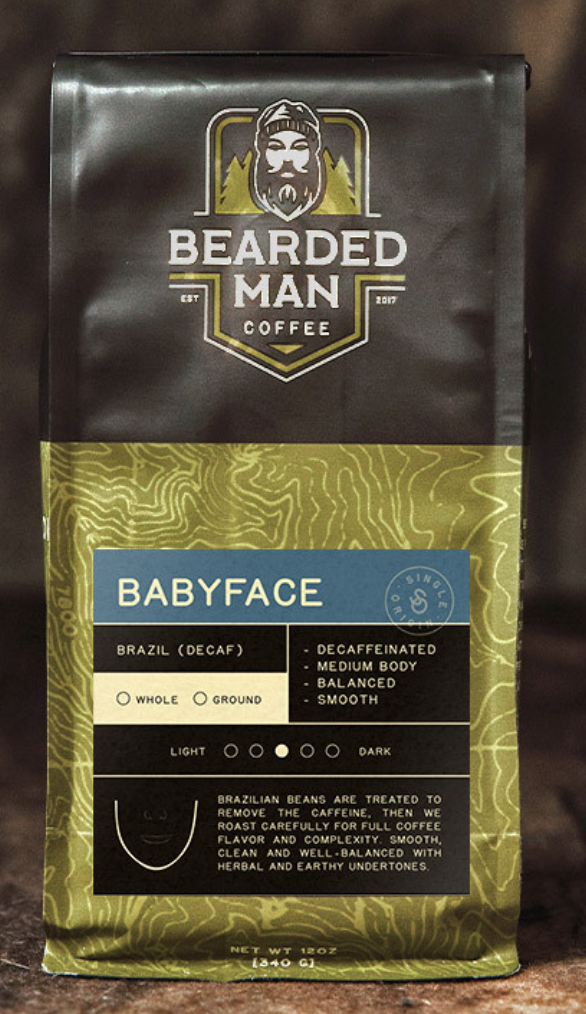 BEARDED
MAN
EST 2017
COFFEE
7800
BABYFACE
SINGLE
ORIGIN
BRAZIL (DECAF)
WHOLE GROUND
- DECAFFEINATED
- MEDIUM BODY
- BALANCED
- SMOOTH
LIGHT DARK
BRAZILIAN BEANS ARE TREATED TO
REMOVE THE CAFFEINE, THEN WE
ROAST CAREFULLY FOR FULL COFFEE
FLAVOR AND COMPLEXITY. SMOOTH,
CLEAN AND WELL-BALANCED WITH
HERBAL AND EARTHY UNDERTONES.
NET WT 12OZ
[340 G]